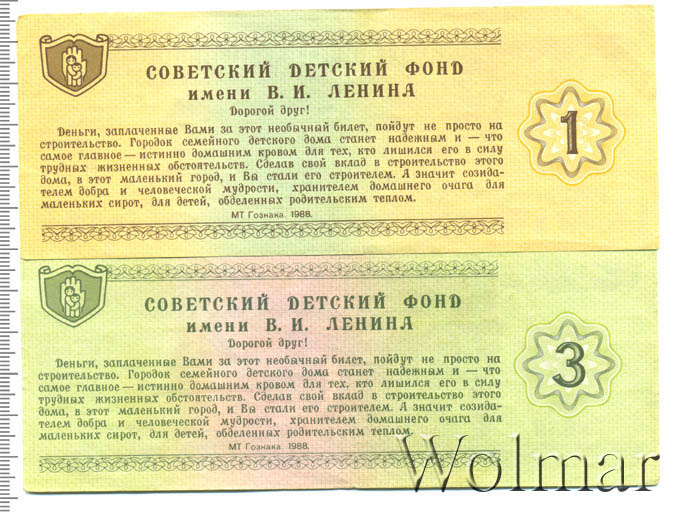 СОВЕТСКИЙ ДЕТСКИЙ ФОНД
имени В. И. ЛЕНИНА
Дорогой друг!
Деньги, заплаченные Вами за этот необычный билет, пойдут не просто на
строительство. Городок семейного детского дома станет надежным и — что
самое главное — истинно домашним кровом для тех, кто лишился его в силу
трудных жизненных обстоятельств. Сделав свой вклад в строительство этого
дома, в этот маленький город, и Вы стали его строителем. А значит созида-
телем добра и человеческой мудрости, хранителем домашнего очага для
маленьких сирот, для детей, обделенных родительским теплом.
МТ Гознака. 1988.
1
СОВЕТСКИЙ ДЕТСКИЙ ФОНД
имени В. И. ЛЕНИНА
Дорогой друг!
Деньги, заплаченные Вами за этот необычный билет, пойдут не просто на
строительство. Городок семейного детского дома станет надежным и — что
самое главное — истинно домашним кровом для тех, кто лишился его в силу
трудных жизненных обстоятельств. Сделав свой вклад в строительство этого
дома, в этот маленький город, и Вы стали его строителем. А значит созида-
телем добра и человеческой мудрости, хранителем домашнего очага для
маленьких сирот, для детей, обделенных родительским теплом.
МТ Гознака. 1988.
3
Wolmar